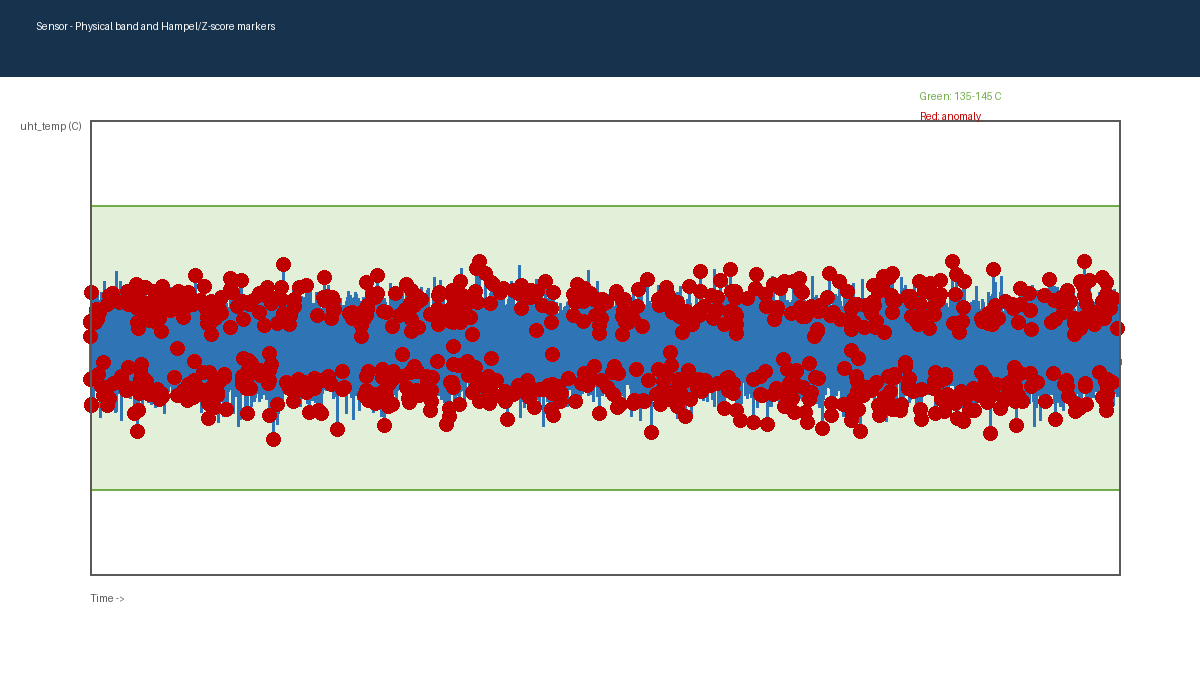 Sensor - Physical band and Hampel/Z-score markers
Green: 135-145 C
Red: anomaly
uht_temp (C)
Time ->